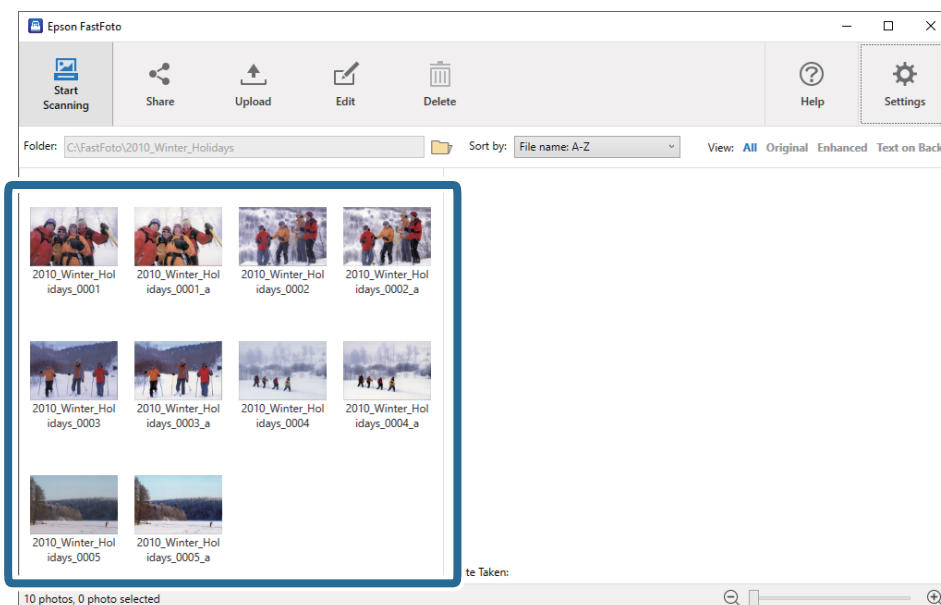 Epson FastFoto
Start
Scanning
Share
Upload
Edit
Delete
Help
Settings
Folder: C:\FastFoto\2010_Winter_Holidays
Sort by: File name: A-Z
View: All Original Enhanced Text on Back
2010_Winter_Hol
idays_0001
2010_Winter_Hol
idays_0001_a
2010_Winter_Hol
idays_0002
2010_Winter_Hol
idays_0002_a
2010_Winter_Hol
idays_0003
2010_Winter_Hol
idays_0003_a
2010_Winter_Hol
idays_0004
2010_Winter_Hol
idays_0004_a
2010_Winter_Hol
idays_0005
2010_Winter_Hol
idays_0005_a
te Taken:
10 photos, 0 photo selected